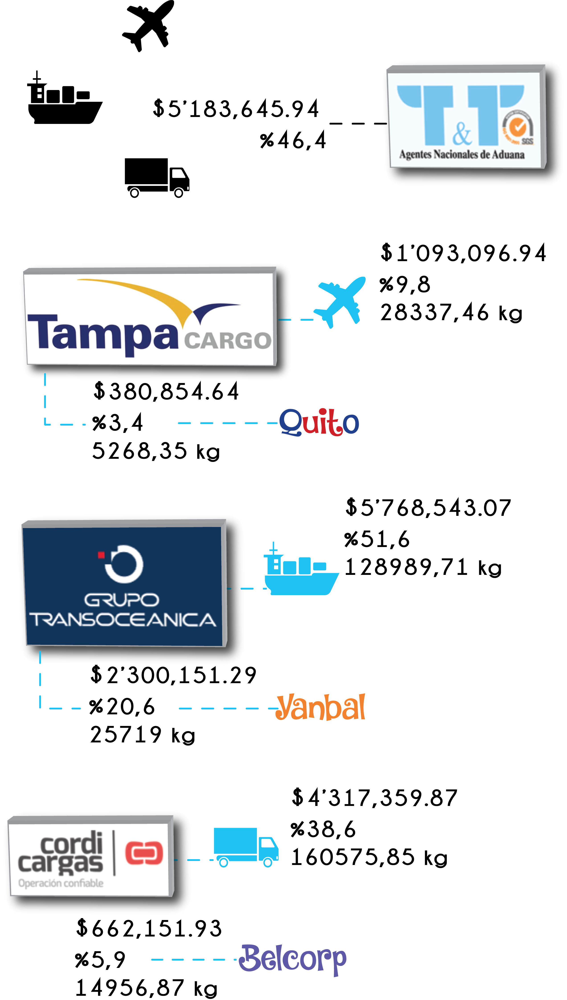 $5'183,645.94
%46,4
T&T
SGS
Agentes Nacionales de Aduana
$1'093,096.94
%9,8
28337,46 kg
Tampa CARGO
$380,854.64
%3,4
Quito
5268,35 kg
$5'768,543.07
%51,6
128989,71 kg
GRUPO
TRANSOCEANICA
$2'300,151.29
%20,6
Yanbal
25719 kg
$4'317,359.87
%38,6
160575,85 kg
cordi
cargas
Operación confiable
$662,151.93
%5,9
Belcorp
14956,87 kg